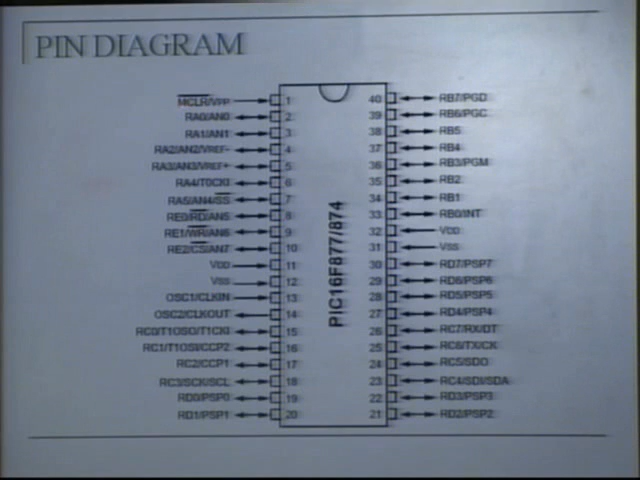 PIN DIAGRAM
MCLR/VPP 1 40 RB7/PGD
RA0/AN0 2 39 RB6/PGC
RA1/AN1 3 38 RB5
RA2/AN2/VREF- 4 37 RB4
RA3/AN3/VREF+ 5 36 RB3/PGM
RA4/T0CKI 6 35 RB2
RA5/AN4/SS 7 34 RB1
RE0/RD/AN5 8 33 RB0/INT
RE1/WR/AN6 9 32 VDD
RE2/CS/AN7 10 31 VSS
VDD 11 30 RD7/PSP7
VSS 12 29 RD6/PSP6
OSC1/CLKIN 13 28 RD5/PSP5
OSC2/CLKOUT 14 27 RD4/PSP4
RC0/T1OSO/T1CKI 15 26 RC7/RX/DT
RC1/T1OSI/CCP2 16 25 RC6/TX/CK
RC2/CCP1 17 24 RC5/SDO
RC3/SCK/SCL 18 23 RC4/SDI/SDA
RD0/PSP0 19 22 RD3/PSP3
RD1/PSP1 20 21 RD2/PSP2
PIC16F877/874